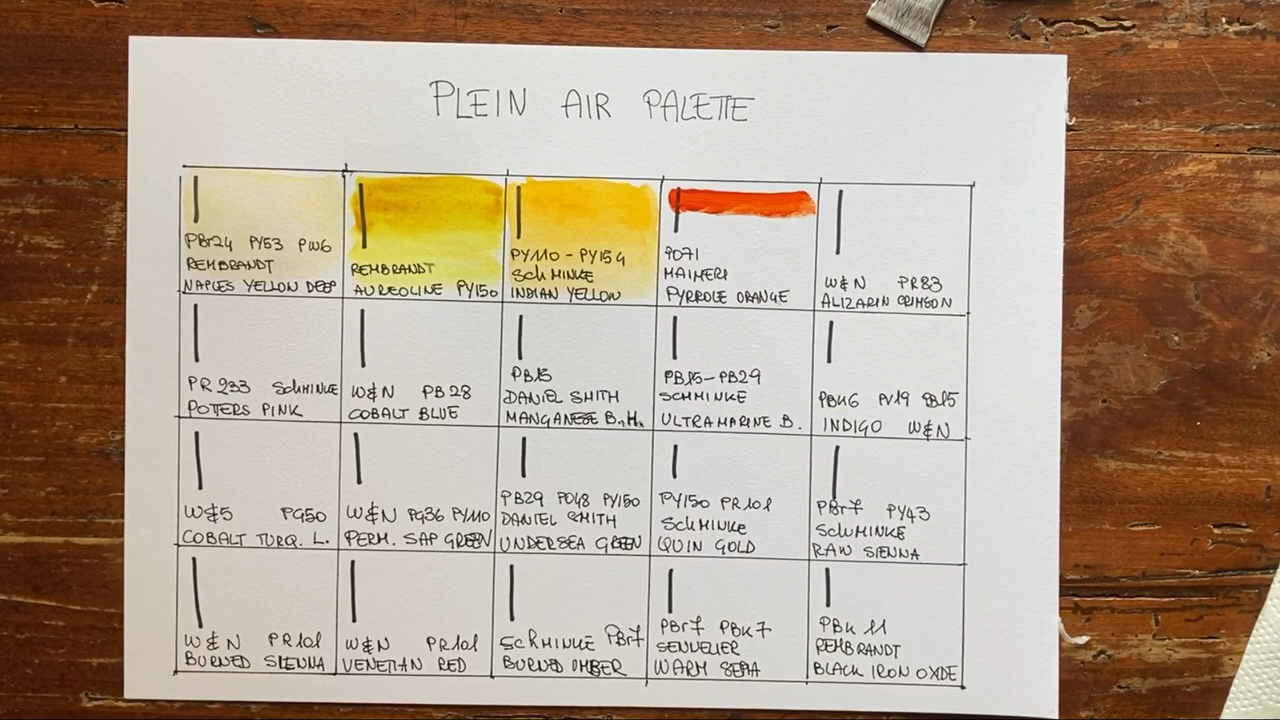 PLEIN AIR PALETTE
PBr24 PY53 PW6
REMBRANDT
NAPLES YELLOW DEEP
REMBRANDT
AUREOLINE PY150
PY110 - PY154
SCHMINKE
INDIAN YELLOW
PO71
MAIMERI
PYRROLE ORANGE
W&N PR83
ALIZARIN CRIMSON
PR 233 SCHMINKE
POTTERS PINK
W&N PB28
COBALT BLUE
PB15
DANIEL SMITH
MANGANESE B.H.
PB15-PB29
SCHMINKE
ULTRAMARINE B.
PBK6 PV19 PB15
INDIGO W&N
W&S PG50
COBALT TURQ. L.
W&N PG36 PY110
PERM. SAP GREEN
PB29 PO48 PY150
DANIEL SMITH
UNDERSEA GREEN
PY150 PR101
SCHMINKE
QUIN GOLD
PBr7 PY43
SCHMINKE
RAW SIENNA
W&N PR101
BURNED SIENNA
W&N PR101
VENETIAN RED
SCHMINKE PBr7
BURNED UMBER
PBr7 PBK7
SENNELIER
WARM SEPIA
PBK 11
REMBRANDT
BLACK IRON OXDE